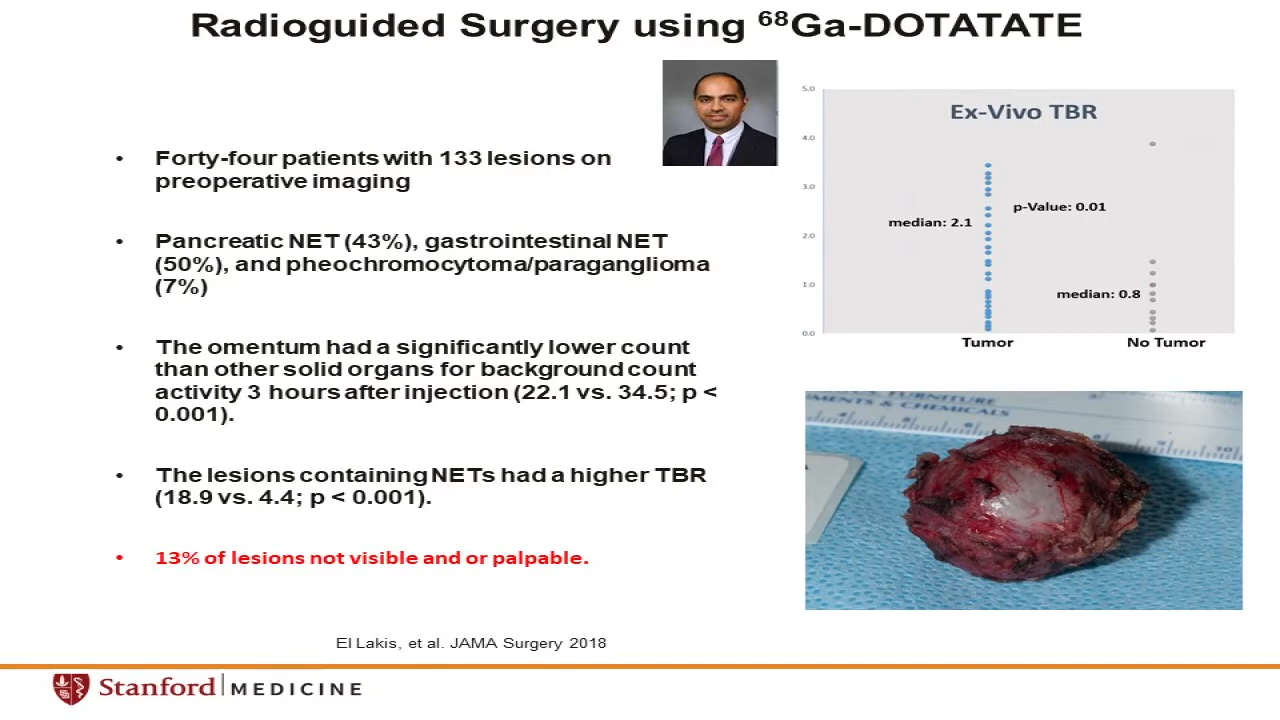 Radioguided Surgery using ⁶⁸Ga-DOTATATE
• Forty-four patients with 133 lesions on
preoperative imaging
• Pancreatic NET (43%), gastrointestinal NET
(50%), and pheochromocytoma/paraganglioma
(7%)
• The omentum had a significantly lower count
than other solid organs for background count
activity 3 hours after injection (22.1 vs. 34.5; p <
0.001).
• The lesions containing NETs had a higher TBR
(18.9 vs. 4.4; p < 0.001).
• 13% of lesions not visible and or palpable.
El Lakis, et al. JAMA Surgery 2018
Ex-Vivo TBR
5.0
4.0
3.0
2.0
1.0
0.0
median: 2.1
p-Value: 0.01
median: 0.8
Tumor
No Tumor
FURNITURE
MENTS & CHEMICALS
10
Stanford MEDICINE